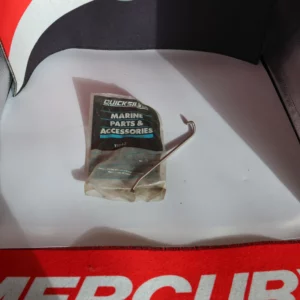 QUICKSILVER
MARINE
PARTS &
ACCESSORIES
MERCURY